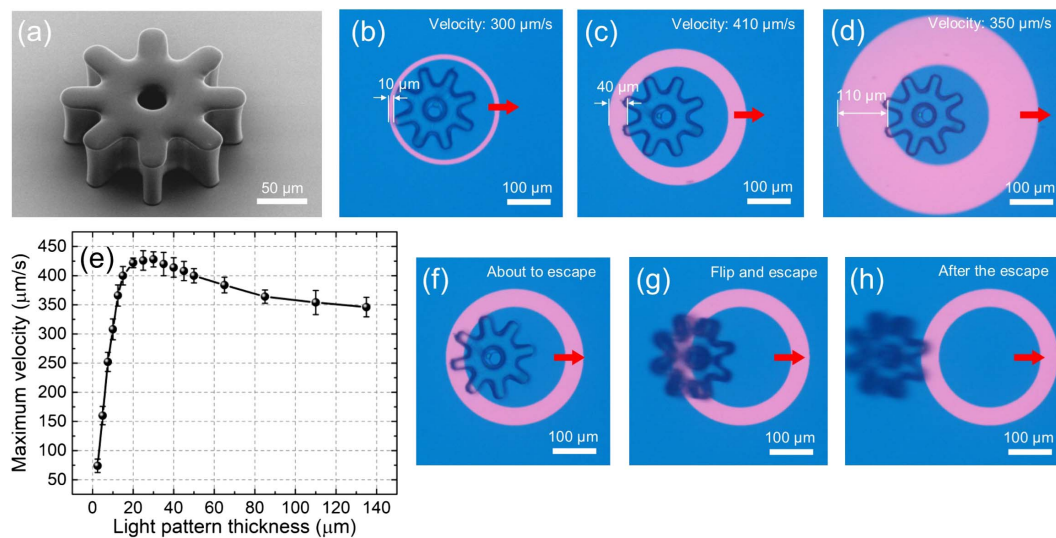 (a)
50 μm
(b)
Velocity: 300 μm/s
10 μm
100 μm
(c)
Velocity: 410 μm/s
40 μm
100 μm
(d)
Velocity: 350 μm/s
110 μm
100 μm
(e)
Maximum velocity (μm/s)
450
400
350
300
250
200
150
100
50
0 20 40 60 80 100 120 140
Light pattern thickness (μm)
(f)
About to escape
100 μm
(g)
Flip and escape
100 μm
(h)
After the escape
100 μm